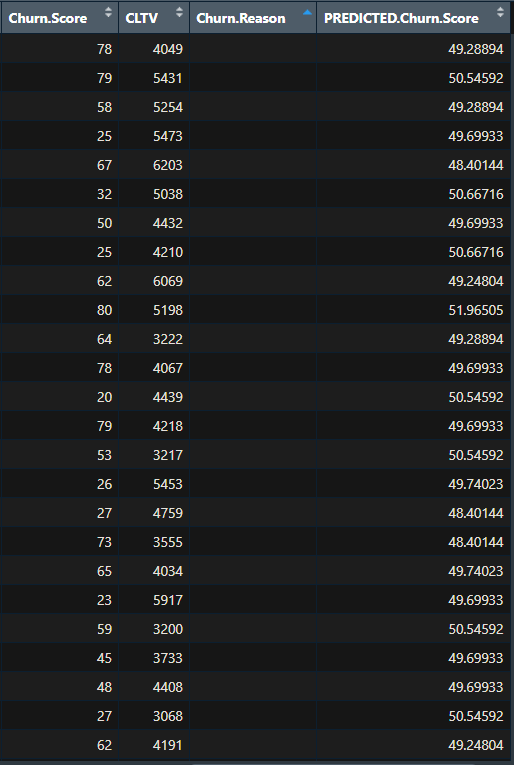 Churn.Score CLTV Churn.Reason PREDICTED.Churn.Score
78 4049 49.28894
79 5431 50.54592
58 5254 49.28894
25 5473 49.69933
67 6203 48.40144
32 5038 50.66716
50 4432 49.69933
25 4210 50.66716
62 6069 49.24804
80 5198 51.96505
64 3222 49.28894
78 4067 49.69933
20 4439 50.54592
79 4218 49.69933
53 3217 50.54592
26 5453 49.74023
27 4759 48.40144
73 3555 48.40144
65 4034 49.74023
23 5917 49.69933
59 3200 50.54592
45 3733 49.69933
48 4408 49.69933
27 3068 50.54592
62 4191 49.24804